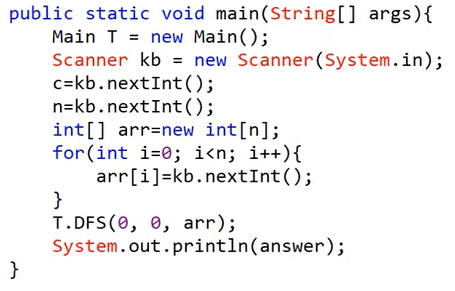 public static void main(String[] args){
    Main T = new Main();
    Scanner kb = new Scanner(System.in);
    c=kb.nextInt();
    n=kb.nextInt();
    int[] arr=new int[n];
    for(int i=0; i<n; i++){
        arr[i]=kb.nextInt();
    }
    T.DFS(0, 0, arr);
    System.out.println(answer);
}